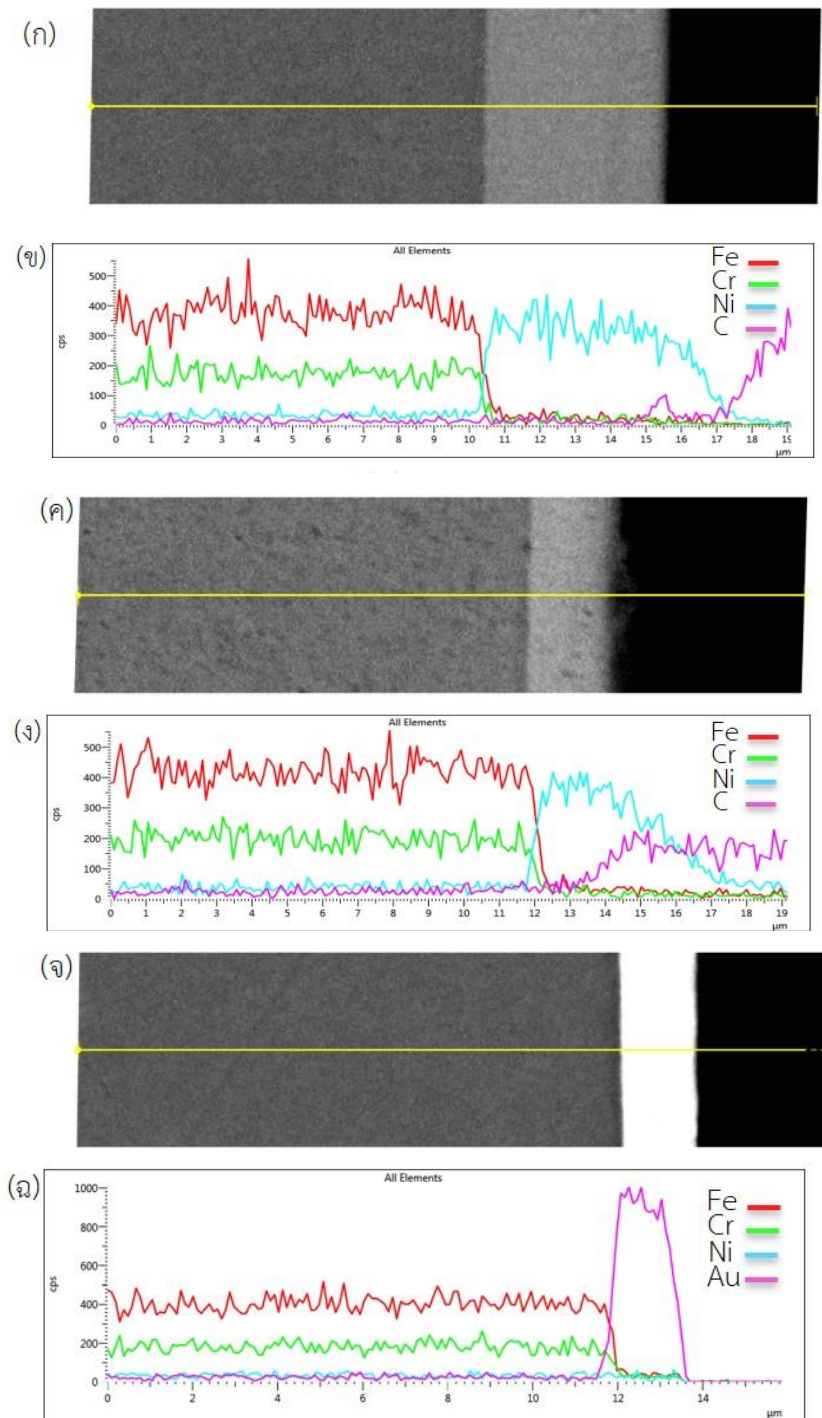 (ก)
(ข)
All Elements
Fe
Cr
Ni
C
500
400
300
200
100
0
cps
0 1 2 3 4 5 6 7 8 9 10 11 12 13 14 15 16 17 18 19
µm
(ค)
(ง)
All Elements
Fe
Cr
Ni
C
500
400
300
200
100
0
cps
0 1 2 3 4 5 6 7 8 9 10 11 12 13 14 15 16 17 18 19
µm
(จ)
(ฉ)
All Elements
Fe
Cr
Ni
Au
1000
800
600
400
200
0
cps
0 2 4 6 8 10 12 14
µm